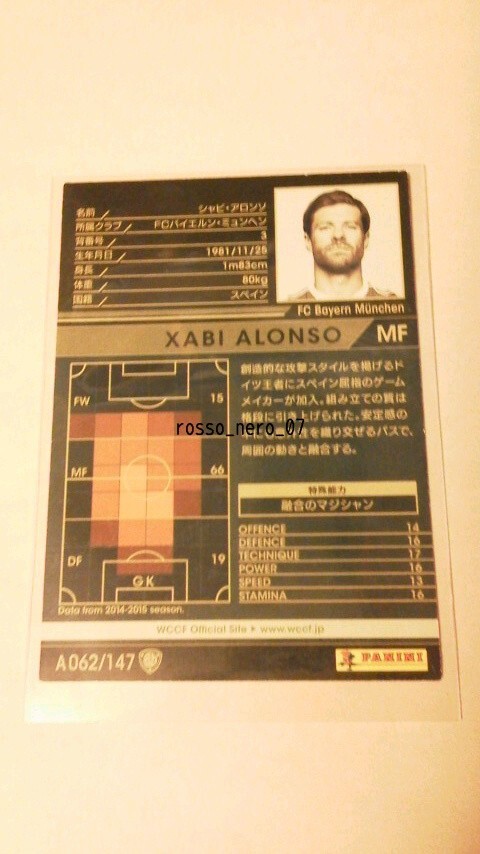 名前 シャビ・アロンソ
所属クラブ FCバイエルン・ミュンヘン
背番号 3
生年月日 1981/11/25
身長 1m83cm
体重 80kg
国籍 スペイン
FC Bayern München
XABI ALONSO MF
FW 15
MF 66
DF 19
GK
Data from 2014-2015 season.
創造的な攻撃スタイルを掲げるド
イツ王者にスペイン屈指のゲーム
メイカーが加入。組み立ての質は
格段に引き上げられた。安定感の
を織り交ぜるパスで、
周囲の動きと融合する。
rosso_nero_07
特殊能力
融合のマジシャン
OFFENCE 14
DEFENCE 16
TECHNIQUE 17
POWER 16
SPEED 13
STAMINA 16
WCCF Official Site www.wccf.jp
A062/147
PANINI